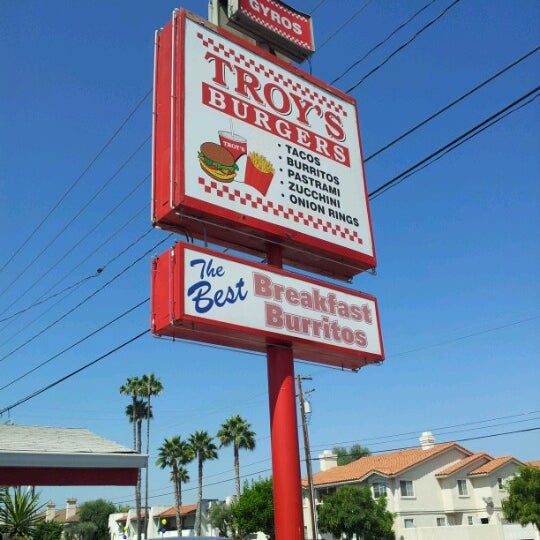 GYROS
TROY'S
BURGERS
• TACOS
• BURRITOS
• PASTRAMI
• ZUCCHINI
• ONION RINGS
TROY'S
The
Best
Breakfast
Burritos